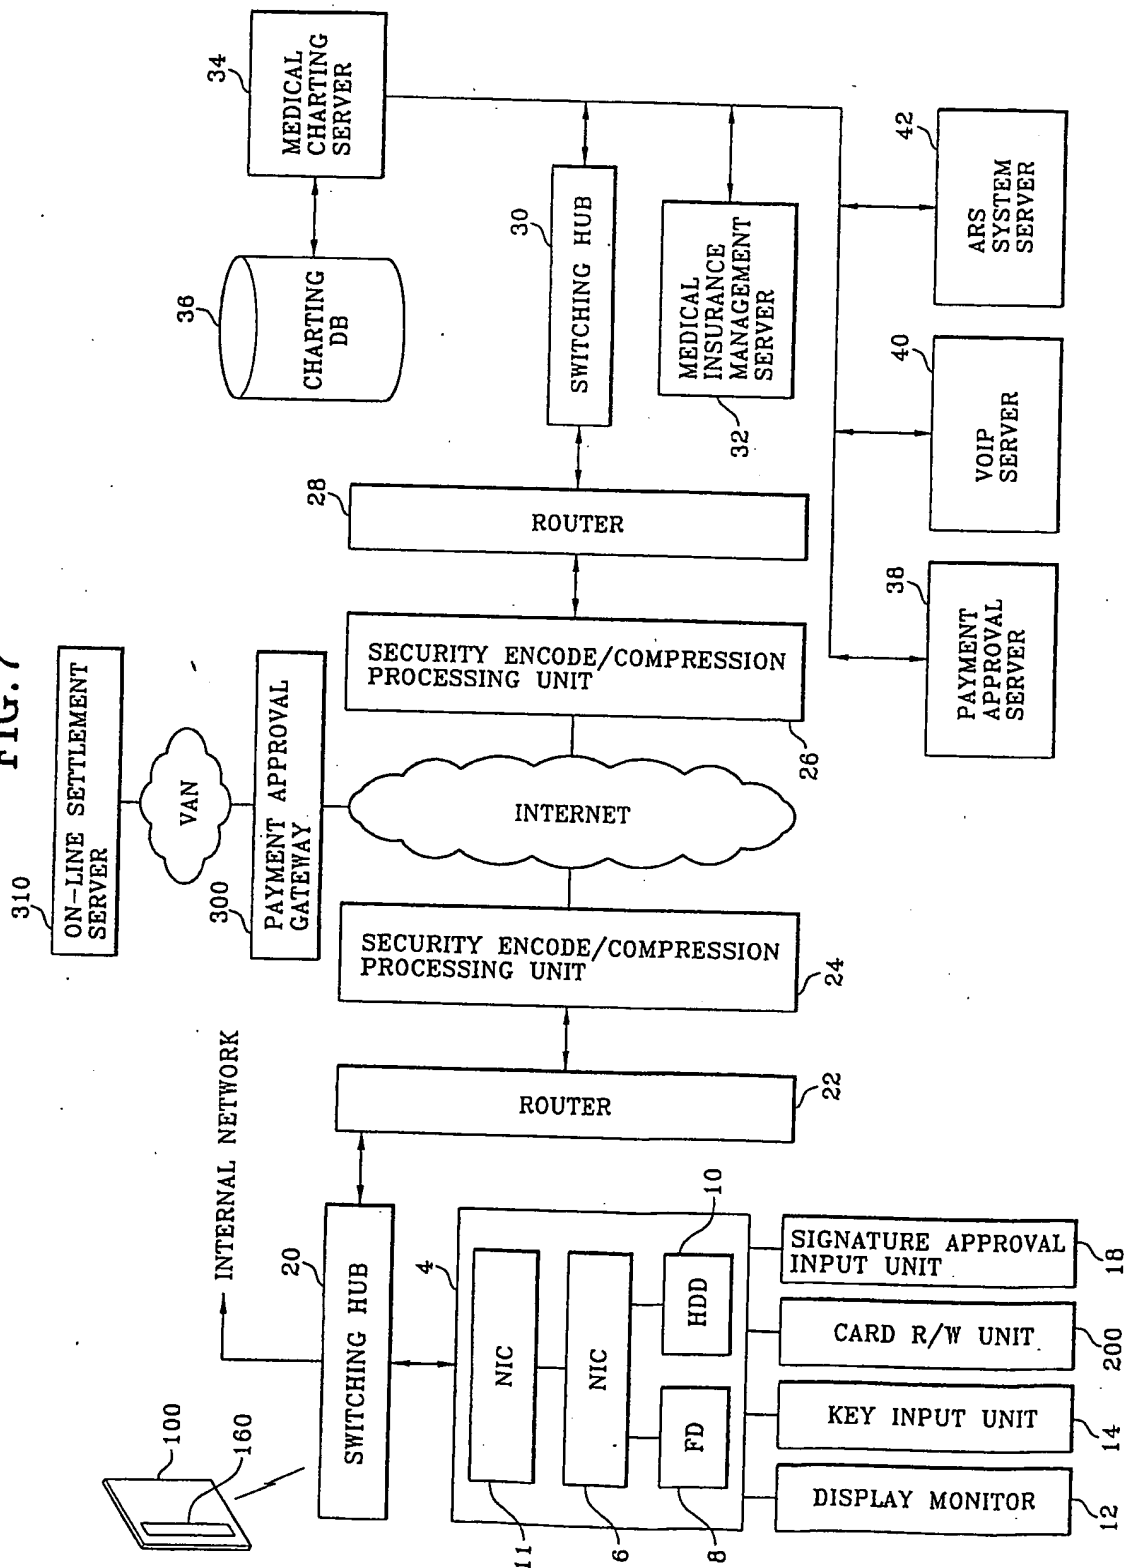 FIG.7
310
ON-LINE SETTLEMENT
SERVER
VAN
300
PAYMENT APPROVAL
GATEWAY
INTERNET
INTERNAL NETWORK
100
160
20
SWITCHING HUB
4
NIC
11
NIC
6
FD
8
HDD
10
DISPLAY MONITOR
12
KEY INPUT UNIT
14
CARD R/W UNIT
200
SIGNATURE APPROVAL
INPUT UNIT
18
ROUTER
22
SECURITY ENCODE/COMPRESSION
PROCESSING UNIT
24
SECURITY ENCODE/COMPRESSION
PROCESSING UNIT
26
28
ROUTER
30
SWITCHING HUB
34
MEDICAL
CHARTING
SERVER
36
CHARTING
DB
MEDICAL
INSURANCE
MANAGEMENT
SERVER
32
38
PAYMENT
APPROVAL
SERVER
40
VOIP
SERVER
42
ARS
SYSTEM
SERVER